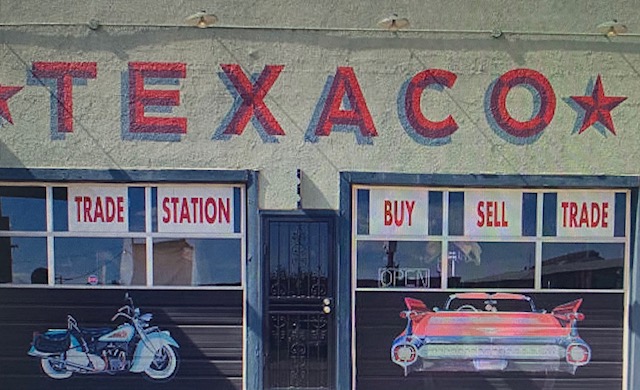 TEXACO
TRADE STATION
BUY SELL TRADE
OPEN